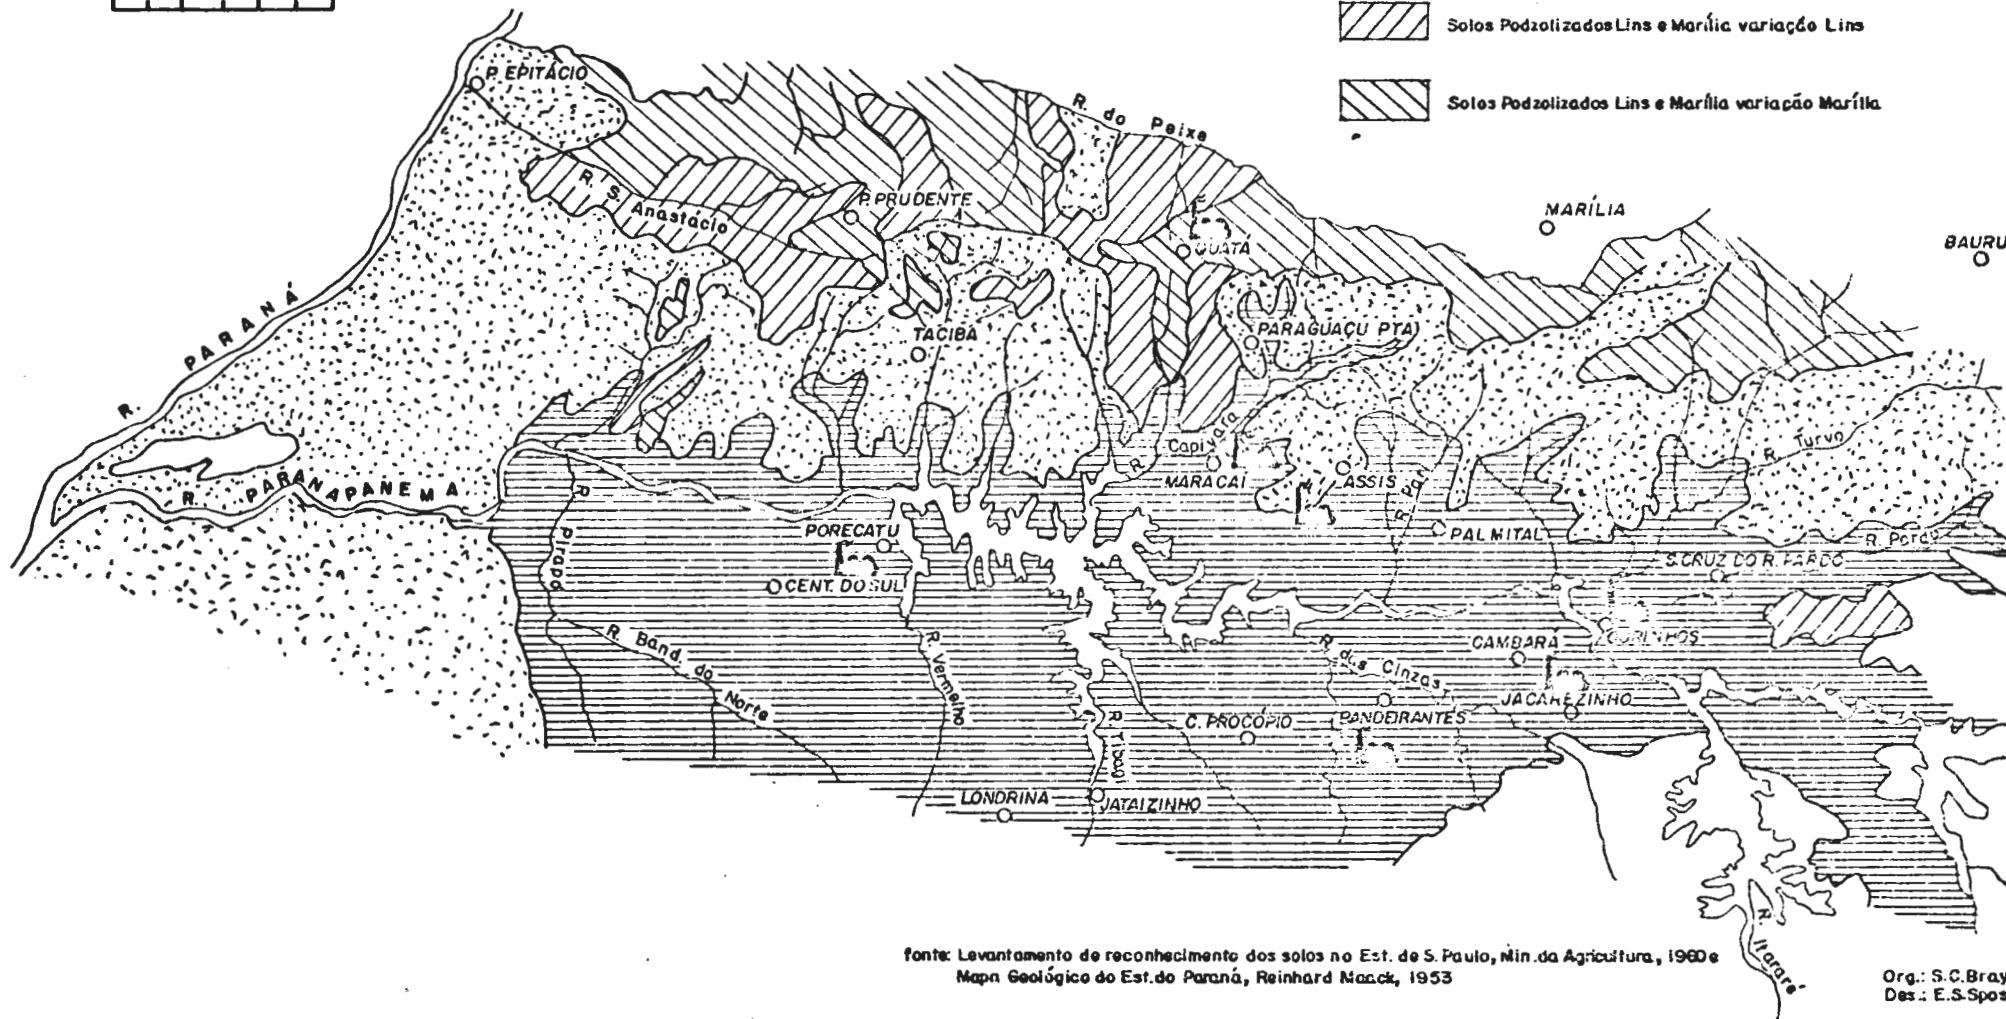 Solos Podzolizados Lins e Marília variação Lins
Solos Podzolizados Lins e Marília variação Marília
P. EPITÁCIO
R. do Peixe
R. S. Anastácio
P. PRUDENTE
MARÍLIA
BAURU
QUATÁ
R. PARANÁ
TACIBA
PARAGUAÇU PTA
R. Capivara
R. Turvo
MARACAÍ
ASSIS
R. Pari
R. PARANAPANEMA
PORECATU
PALMITAL
R. Pardo
R. Pirapó
CENT. DO SUL
S. CRUZ DO R. PARDO
R. Band. do Norte
R. Vermelho
R. das Cinzas
CAMBARÁ
OURINHOS
JACAREZINHO
C. PROCÓPIO
BANDEIRANTES
R. Tibagi
LONDRINA
JATAIZINHO
R. Itararé
fonte: Levantamento de reconhecimento dos solos no Est. de S. Paulo, Min. da Agricultura, 1960 e
Mapa Geológico do Est. do Paraná, Reinhard Maack, 1953
Org.: S.C.Bray
Des.: E.S.Spos